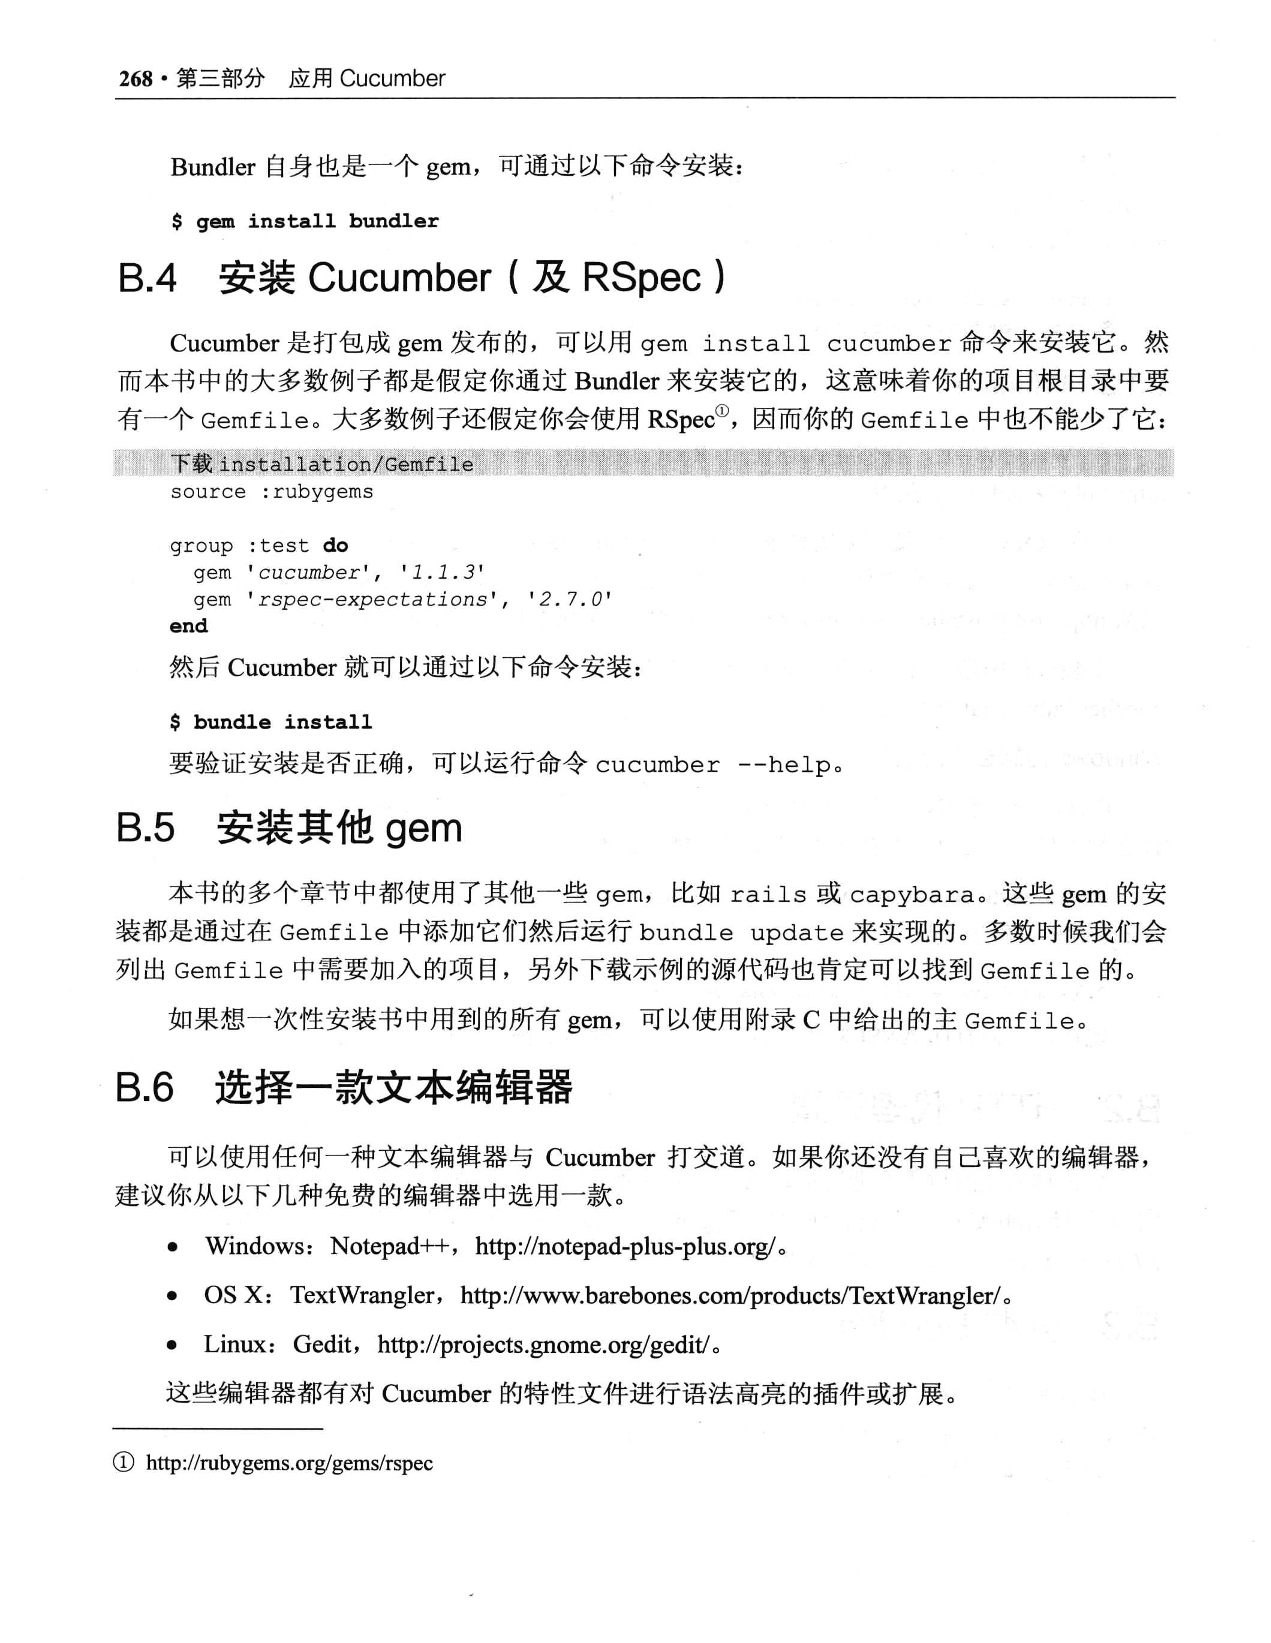 268·第三部分　应用 Cucumber
Bundler 自身也是一个 gem，可通过以下命令安装：
$ gem install bundler
B.4　安装 Cucumber（及 RSpec）
Cucumber 是打包成 gem 发布的，可以用 gem install cucumber 命令来安装它。然
而本书中的大多数例子都是假定你通过 Bundler 来安装它的，这意味着你的项目根目录中要
有一个 Gemfile。大多数例子还假定你会使用 RSpec①，因而你的 Gemfile 中也不能少了它：
下载 installation/Gemfile
source :rubygems
group :test do
  gem 'cucumber', '1.1.3'
  gem 'rspec-expectations', '2.7.0'
end
然后 Cucumber 就可以通过以下命令安装：
$ bundle install
要验证安装是否正确，可以运行命令 cucumber --help。
B.5　安装其他 gem
本书的多个章节中都使用了其他一些 gem，比如 rails 或 capybara。这些 gem 的安
装都是通过在 Gemfile 中添加它们然后运行 bundle update 来实现的。多数时候我们会
列出 Gemfile 中需要加入的项目，另外下载示例的源代码也肯定可以找到 Gemfile 的。
如果想一次性安装书中用到的所有 gem，可以使用附录 C 中给出的主 Gemfile。
B.6　选择一款文本编辑器
可以使用任何一种文本编辑器与 Cucumber 打交道。如果你还没有自己喜欢的编辑器，
建议你从以下几种免费的编辑器中选用一款。
● Windows：Notepad++，http://notepad-plus-plus.org/。
● OS X：TextWrangler，http://www.barebones.com/products/TextWrangler/。
● Linux：Gedit，http://projects.gnome.org/gedit/。
这些编辑器都有对 Cucumber 的特性文件进行语法高亮的插件或扩展。
① http://rubygems.org/gems/rspec